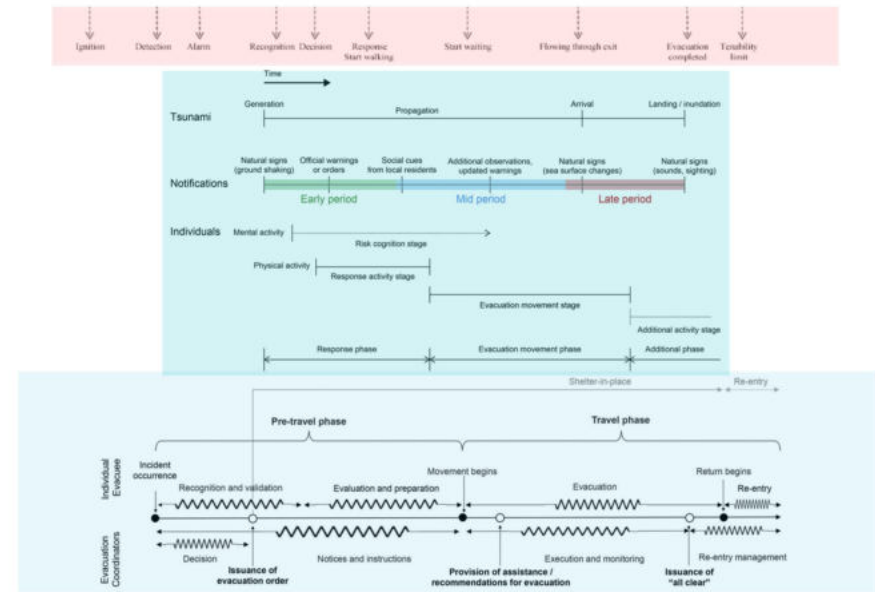 Ignition Detection Alarm Recognition Decision Response Start waiting Flowing through exit Evacuation Tenability
Start walking completed limit
Time
Generation Arrival Landing / inundation
Tsunami Propagation
Natural signs Official warnings Social cues Additional observations, Natural signs Natural signs
(ground shaking) or orders from local residents updated warnings (sea surface changes) (sounds, sighting)
Notifications
Early period Mid period Late period
Individuals Mental activity
Risk cognition stage
Physical activity
Response activity stage
Evacuation movement stage
Additional activity stage
Response phase Evacuation movement phase Additional phase
Shelter-in-place Re-entry
Pre-travel phase Travel phase
Individual
Evacuee
Incident
occurrence
Movement begins Return begins
Recognition and validation Evaluation and preparation Evacuation Re-entry
Evacuation
Coordinators
Decision Notices and instructions Execution and monitoring Re-entry management
Issuance of
evacuation order
Provision of assistance /
recommendations for evacuation
Issuance of
"all clear"